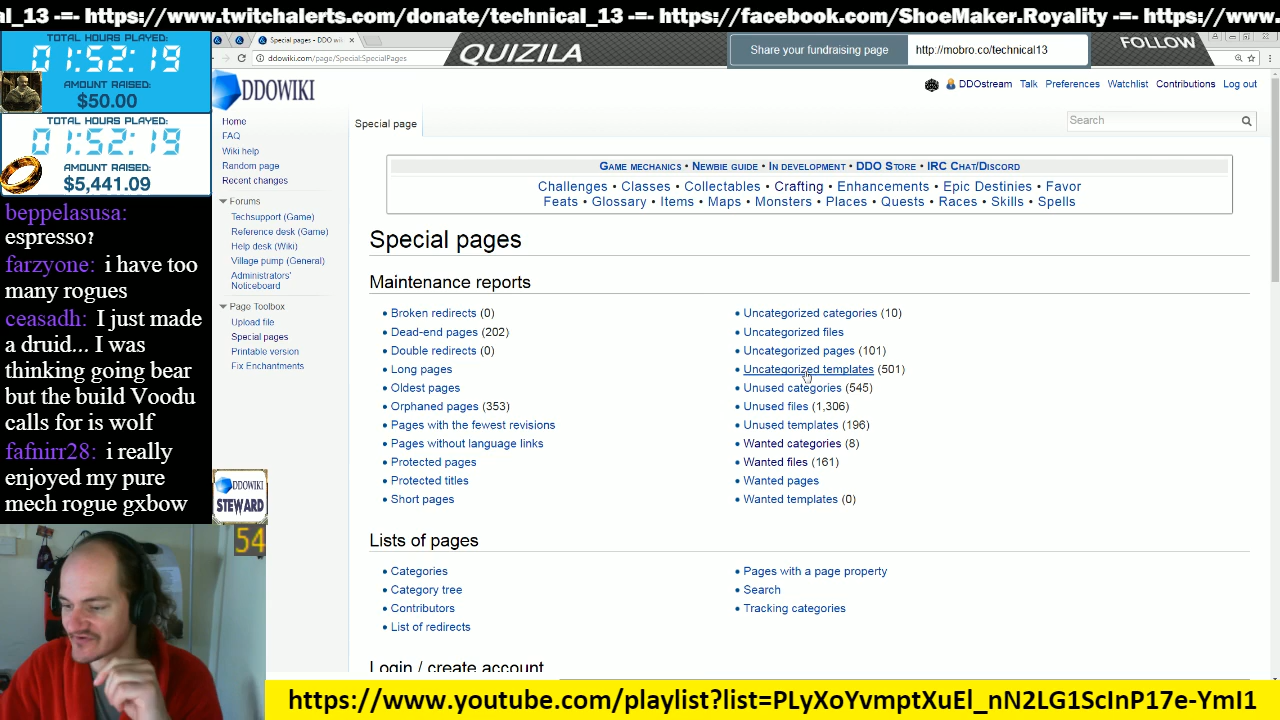 al_13 -=- https://www.twitchalerts.com/donate/technical_13 -=- https://facebook.com/ShoeMaker.Royality -=- https://www.
TOTAL HOURS PLAYED:
01:52:19
AMOUNT RAISED:
$50.00
TOTAL HOURS PLAYED:
01:52:19
AMOUNT RAISED:
$5,441.09
beppelasusa:
espresso?
farzyone: i have too
many rogues
ceasadh: I just made
a druid... I was
thinking going bear
but the build Voodu
calls for is wolf
fafnirr28: i really
enjoyed my pure
mech rogue gxbow
Special pages - DDO wi
ddowiki.com/page/Special:SpecialPages
QUIZILA
Share your fundraising page
http://mobro.co/technical13
FOLLOW
DDOWIKI
DDOstream Talk Preferences Watchlist Contributions Log out
Home
FAQ
Wiki help
Random page
Recent changes
Forums
Techsupport (Game)
Reference desk (Game)
Help desk (Wiki)
Village pump (General)
Administrators'
Noticeboard
Page Toolbox
Upload file
Special pages
Printable version
Fix Enchantments
DDOWIKI
STEWARD
54
Special page
Search
Game mechanics • Newbie guide • In development • DDO Store • IRC Chat/Discord
Challenges • Classes • Collectables • Crafting • Enhancements • Epic Destinies • Favor
Feats • Glossary • Items • Maps • Monsters • Places • Quests • Races • Skills • Spells
Special pages
Maintenance reports
• Broken redirects (0)
• Dead-end pages (202)
• Double redirects (0)
• Long pages
• Oldest pages
• Orphaned pages (353)
• Pages with the fewest revisions
• Pages without language links
• Protected pages
• Protected titles
• Short pages
• Uncategorized categories (10)
• Uncategorized files
• Uncategorized pages (101)
• Uncategorized templates (501)
• Unused categories (545)
• Unused files (1,306)
• Unused templates (196)
• Wanted categories (8)
• Wanted files (161)
• Wanted pages
• Wanted templates (0)
Lists of pages
• Categories
• Category tree
• Contributors
• List of redirects
• Pages with a page property
• Search
• Tracking categories
Login / create account
https://www.youtube.com/playlist?list=PLyXoYvmptXuEl_nN2LG1ScInP17e-YmI1